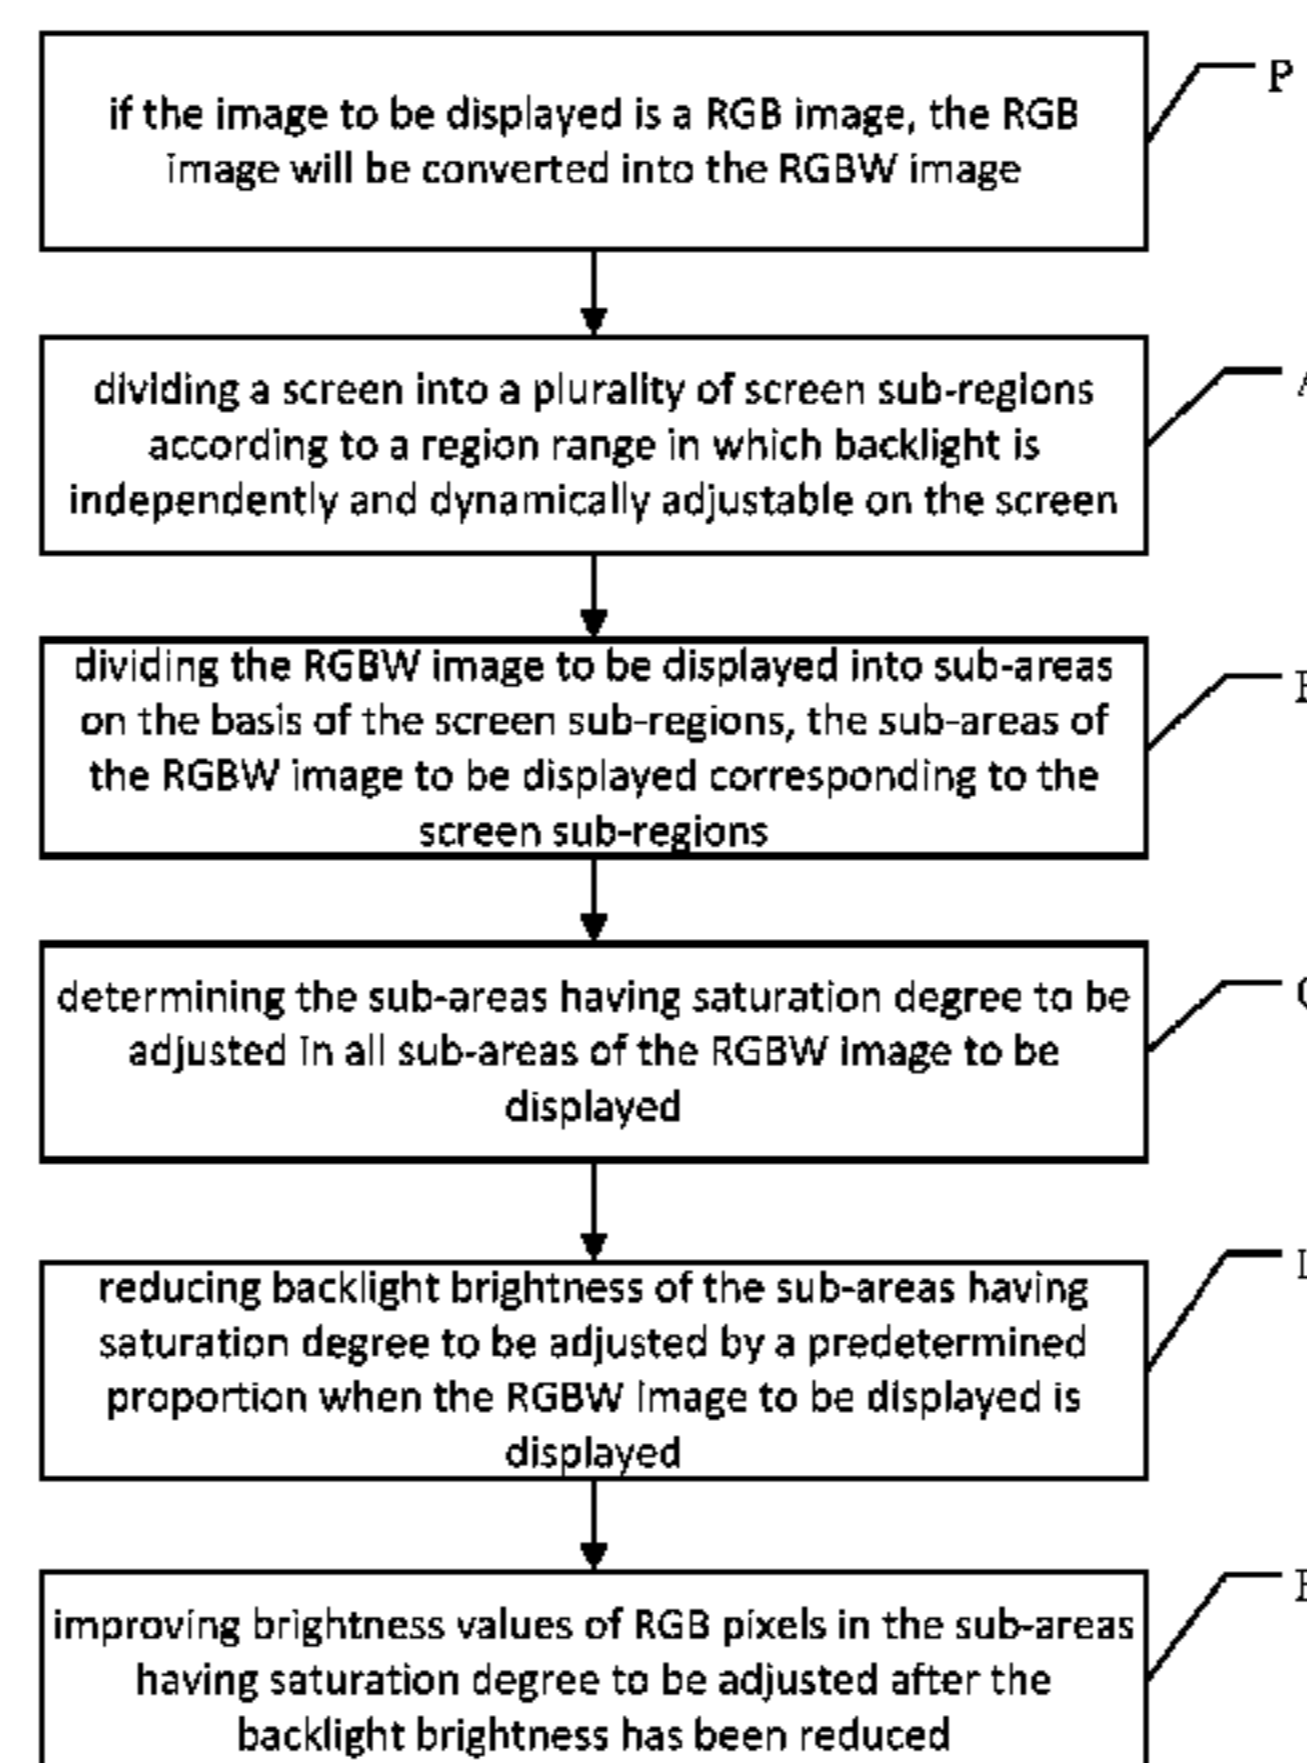 if the image to be displayed is a RGB image, the RGB
image will be converted into the RGBW image
P
dividing a screen into a plurality of screen sub-regions
according to a region range in which backlight is
independently and dynamically adjustable on the screen
dividing the RGBW image to be displayed into sub-areas
on the basis of the screen sub-regions, the sub-areas of
the RGBW image to be displayed corresponding to the
screen sub-regions
determining the sub-areas having saturation degree to be
adjusted in all sub-areas of the RGBW image to be
displayed
reducing backlight brightness of the sub-areas having
saturation degree to be adjusted by a predetermined
proportion when the RGBW image to be displayed is
displayed
improving brightness values of RGB pixels in the sub-areas
having saturation degree to be adjusted after the
backlight brightness has been reduced